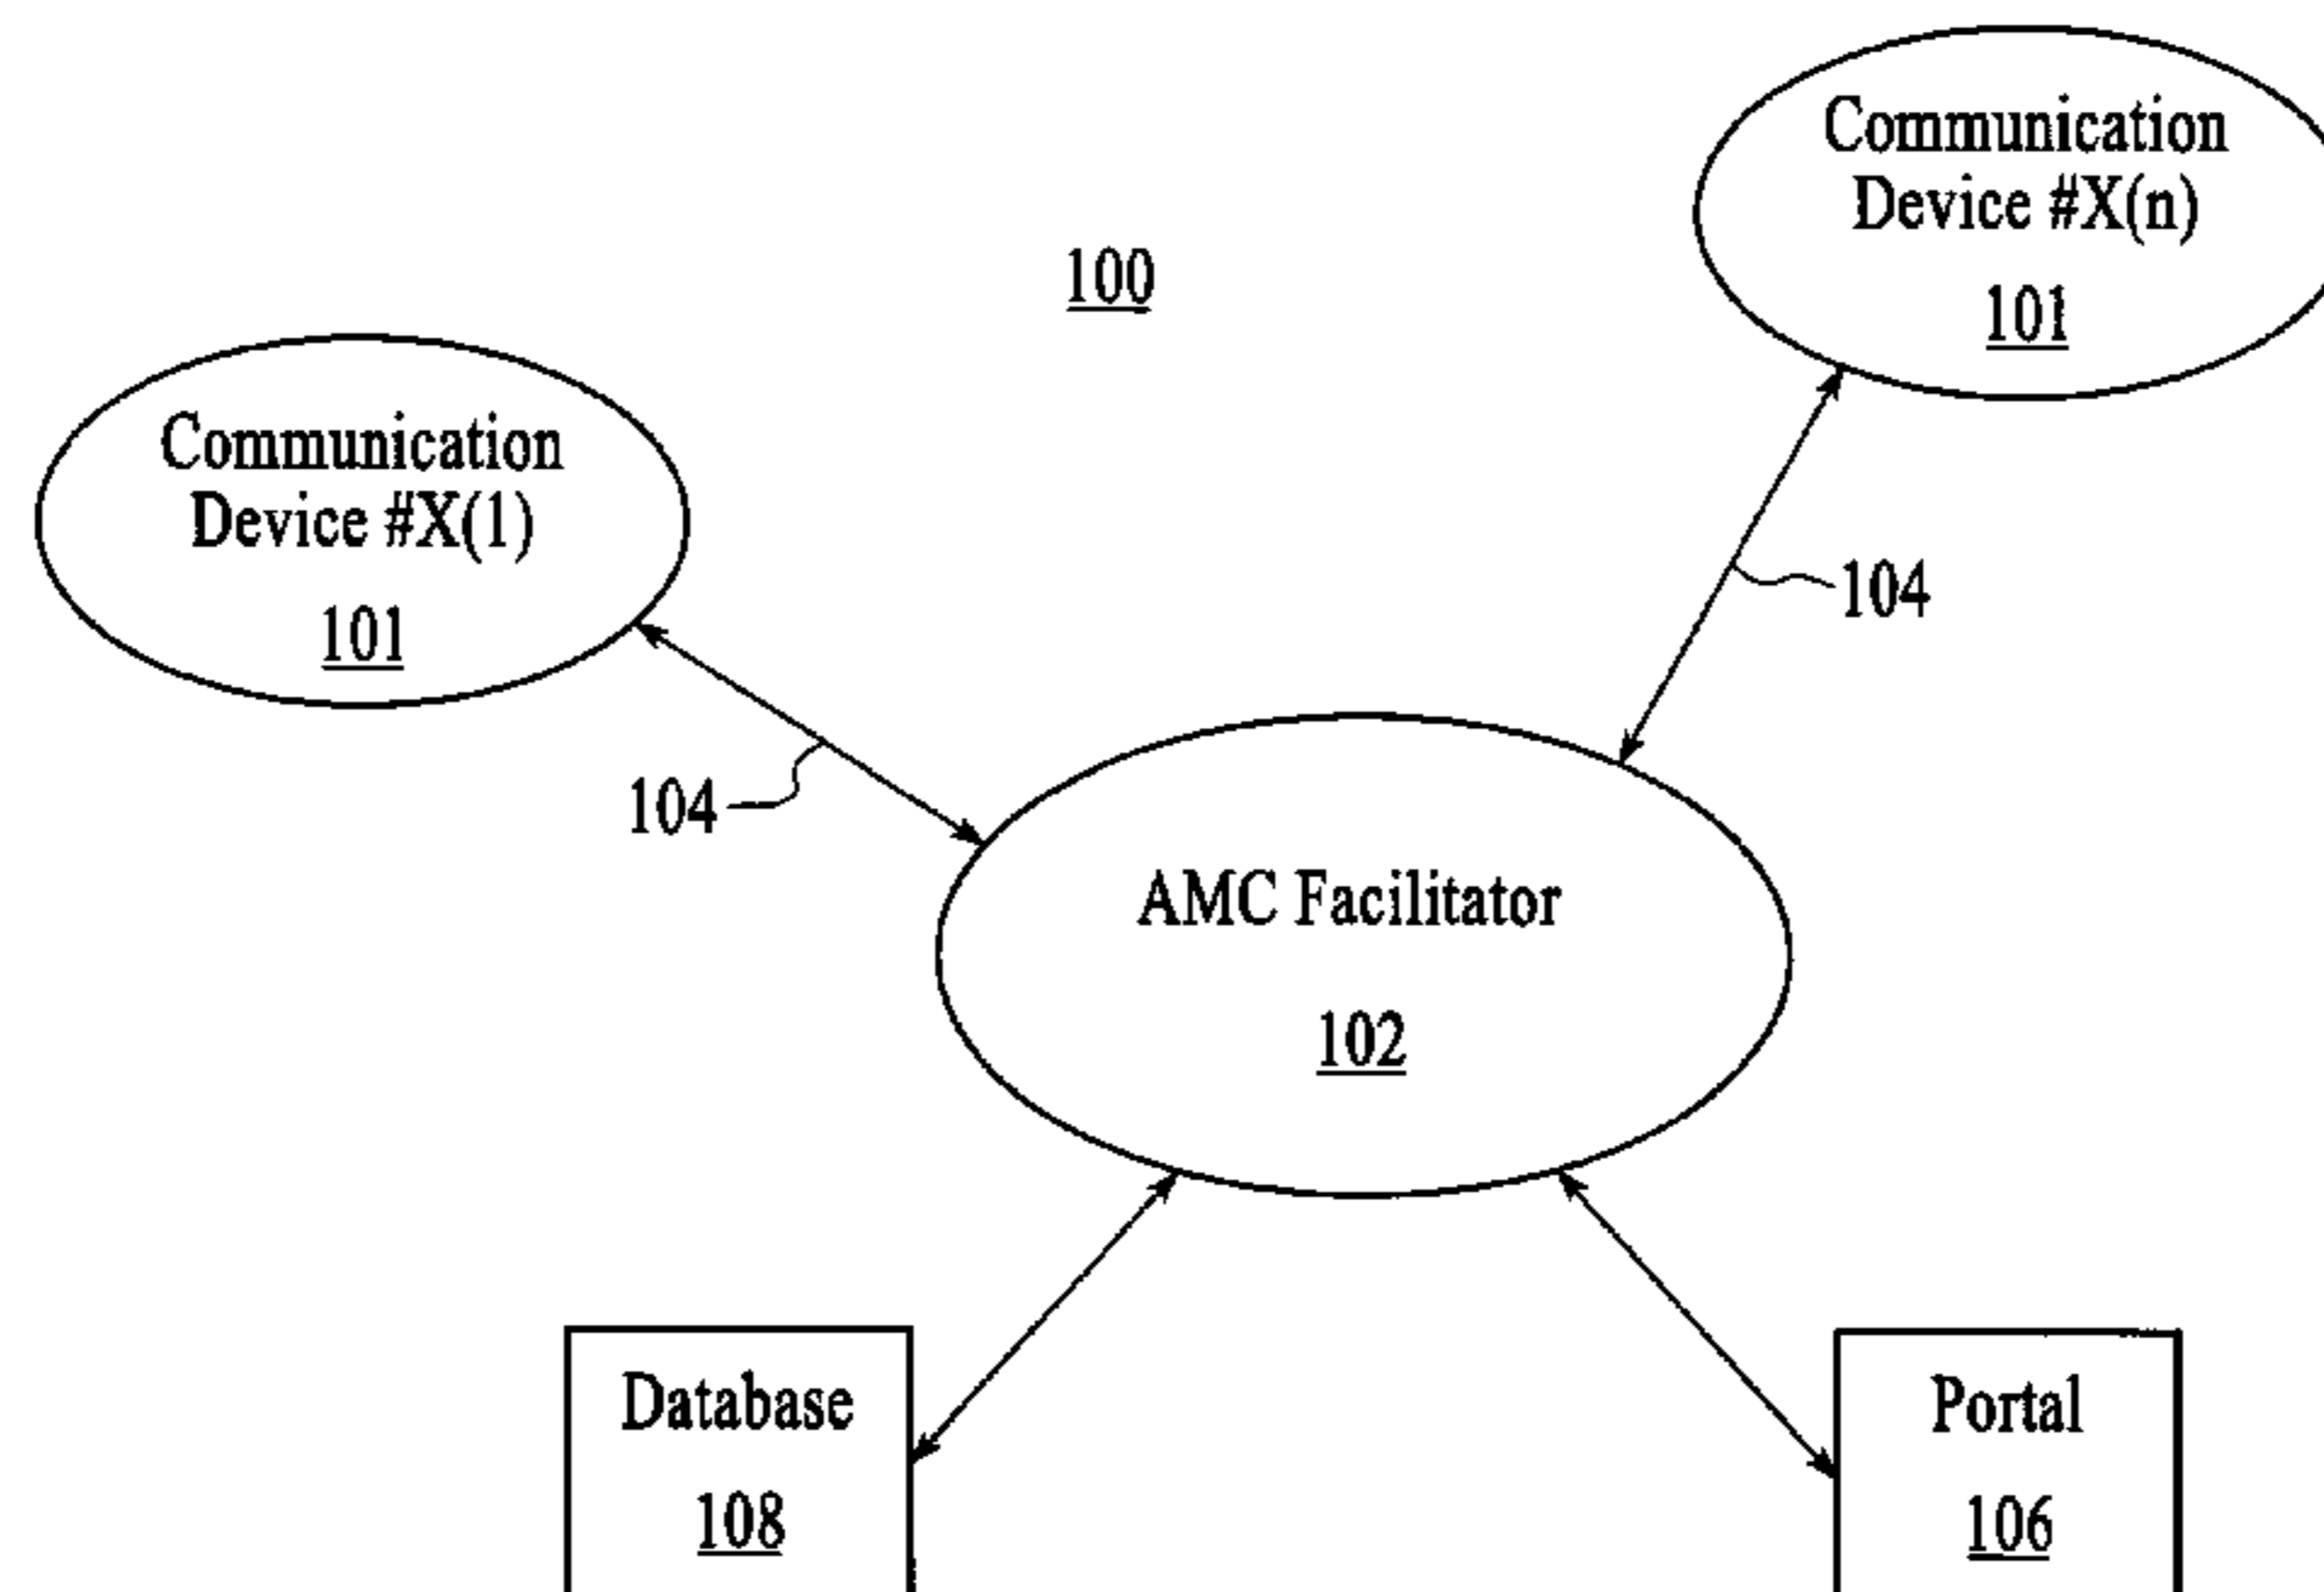 Communication
Device #X(n)
101
100
Communication
Device #X(1)
101
104
104
AMC Facilitator
102
Database
108
Portal
106